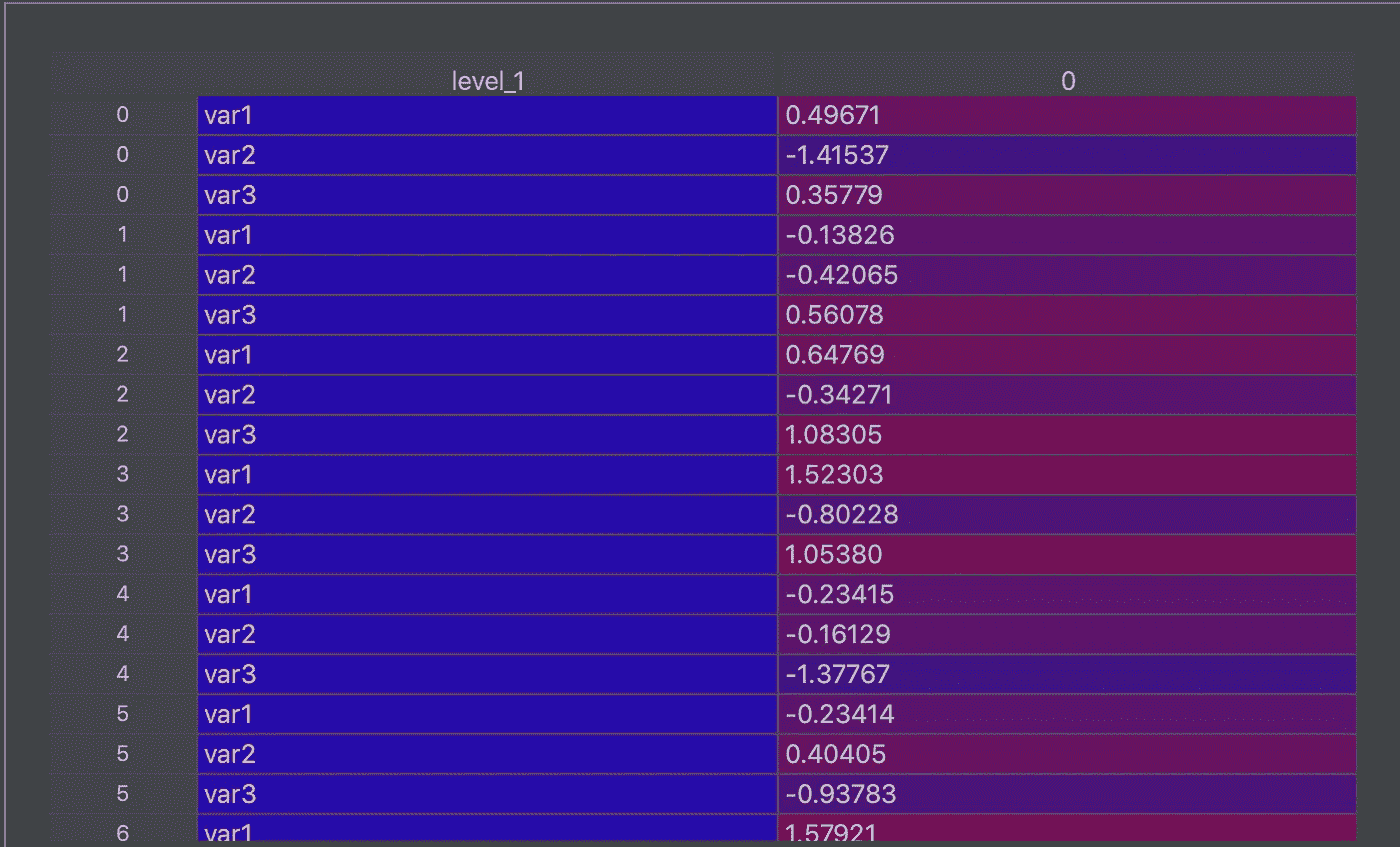 level_1 0
0 var1 0.49671
0 var2 -1.41537
0 var3 0.35779
1 var1 -0.13826
1 var2 -0.42065
1 var3 0.56078
2 var1 0.64769
2 var2 -0.34271
2 var3 1.08305
3 var1 1.52303
3 var2 -0.80228
3 var3 1.05380
4 var1 -0.23415
4 var2 -0.16129
4 var3 -1.37767
5 var1 -0.23414
5 var2 0.40405
5 var3 -0.93783
6 var1 1.57921